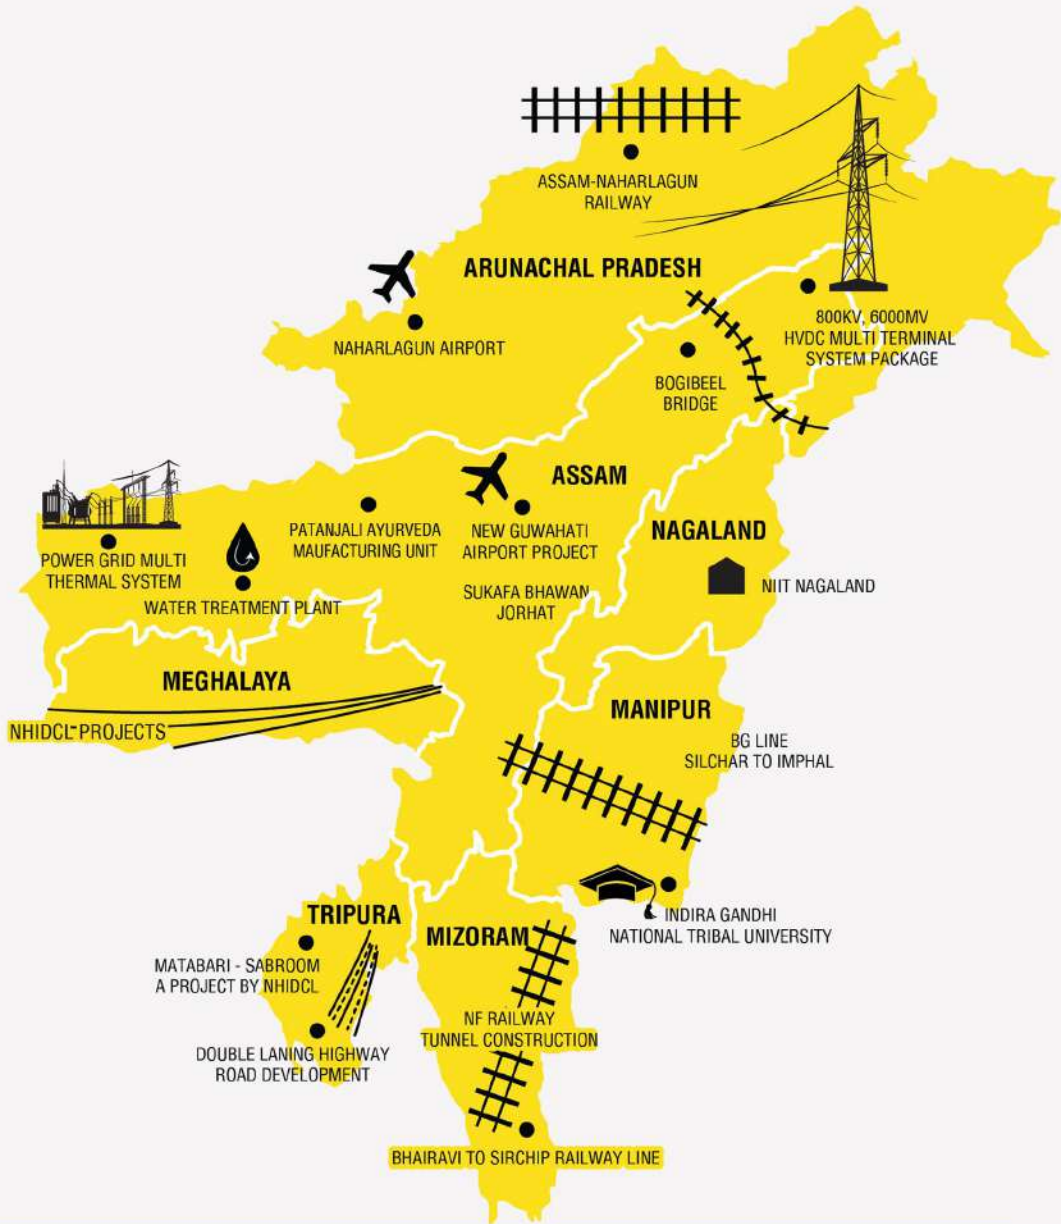 ASSAM-NAHARLAGUN
RAILWAY
ARUNACHAL PRADESH
800KV, 6000MV
HVDC MULTI TERMINAL
SYSTEM PACKAGE
NAHARLAGUN AIRPORT
BOGIBEEL
BRIDGE
ASSAM
PATANJALI AYURVEDA
MAUFACTURING UNIT
NEW GUWAHATI
AIRPORT PROJECT
NAGALAND
POWER GRID MULTI
THERMAL SYSTEM
WATER TREATMENT PLANT
SUKAFA BHAWAN
JORHAT
NIIT NAGALAND
MEGHALAYA
NHIDCL PROJECTS
MANIPUR
BG LINE
SILCHAR TO IMPHAL
INDIRA GANDHI
NATIONAL TRIBAL UNIVERSITY
TRIPURA
MIZORAM
MATABARI - SABROOM
A PROJECT BY NHIDCL
NF RAILWAY
TUNNEL CONSTRUCTION
DOUBLE LANING HIGHWAY
ROAD DEVELOPMENT
BHAIRAVI TO SIRCHIP RAILWAY LINE